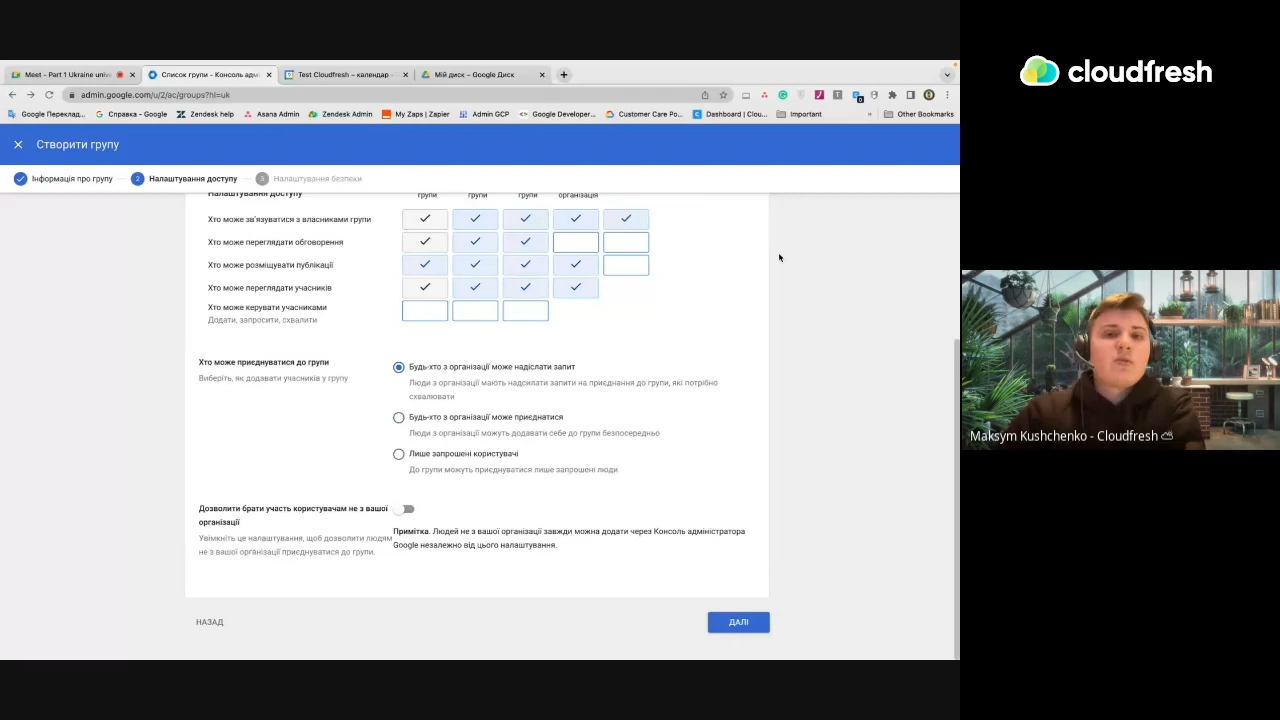 cloudfresh
Meet - Part 1 Ukraine univ
Список групи - Консоль адмі
Test Cloudfresh – календар -
Мій диск – Google Диск
admin.google.com/u/2/ac/groups?hl=uk
Google Переклад...
Справка - Google
Zendesk help
Asana Admin
Zendesk Admin
My Zaps | Zapier
Admin GCP
Google Developer...
Customer Care Po...
Dashboard | Clou...
Important
»
Other Bookmarks
Створити групу
Інформація про групу
2 Налаштування доступу
3 Налаштування безпеки
Налаштування доступу
групи групи групи організація
Хто може зв'язуватися з власниками групи
Хто може переглядати обговорення
Хто може розміщувати публікації
Хто може переглядати учасників
Хто може керувати учасниками
Додати, запросити, схвалити
Хто може приєднуватися до групи
Виберіть, як додавати учасників у групу
Будь-хто з організації може надіслати запит
Люди з організації мають надсилати запити на приєднання до групи, які потрібно
схвалювати
Будь-хто з організації може приєднатися
Люди з організації можуть додавати себе до групи безпосередньо
Лише запрошені користувачі
До групи можуть приєднуватися лише запрошені люди
Дозволити брати участь користувачам не з вашої
організації
Увімкніть це налаштування, щоб дозволити людям
не з вашої організації приєднуватися до групи.
Примітка. Людей не з вашої організації завжди можна додати через Консоль адміністратора
Google незалежно від цього налаштування.
НАЗАД
ДАЛІ
Maksym Kushchenko - Cloudfresh